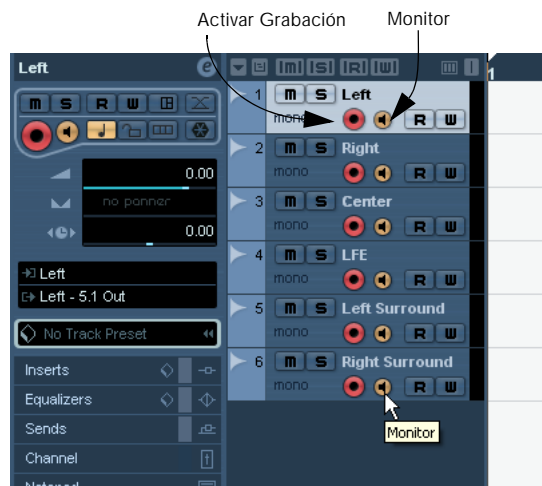 Activar Grabación Monitor
Left e
m S R W
0.00
no panner
0.00
Left
Left - 5.1 Out
No Track Preset
Inserts
Equalizers
Sends
Channel
m S R W
1
1 m S Left
mono R W
2 m S Right
mono R W
3 m S Center
mono R W
4 m S LFE
mono R W
5 m S Left Surround
mono R W
6 m S Right Surround
mono R W
Monitor